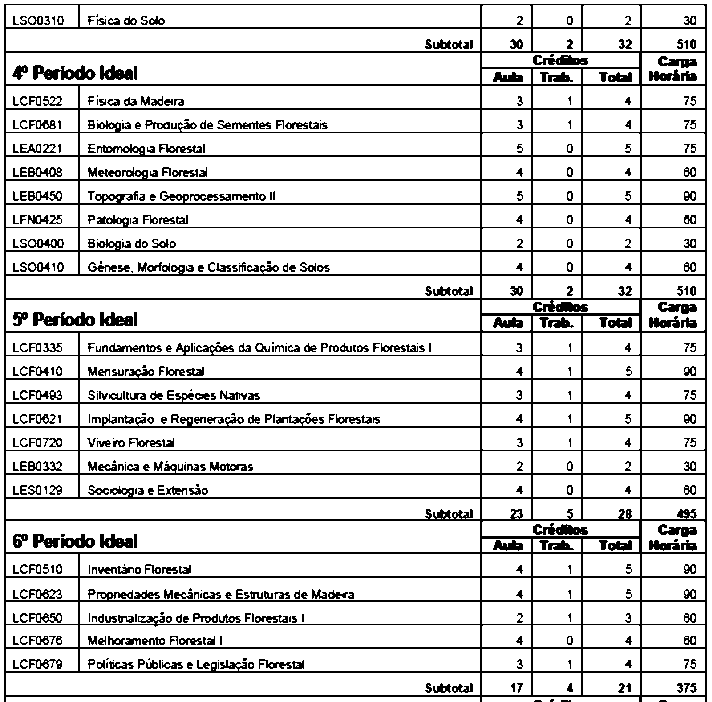 LSO0310 Física do Solo 2 0 2 30
Subtotal 30 2 32 510
4º Período Ideal Créditos Carga Horária
Aula Trab. Total
LCF0522 Física da Madeira 3 1 4 75
LCF0681 Biologia e Produção de Sementes Florestais 3 1 4 75
LEA0221 Entomologia Florestal 5 0 5 75
LEB0408 Meteorologia Florestal 4 0 4 60
LEB0450 Topografia e Geoprocessamento II 5 0 5 90
LFN0425 Patologia Florestal 4 0 4 60
LSO0400 Biologia do Solo 2 0 2 30
LSO0410 Gênese, Morfologia e Classificação de Solos 4 0 4 60
Subtotal 30 2 32 510
5º Período Ideal Créditos Carga Horária
Aula Trab. Total
LCF0335 Fundamentos e Aplicações da Química de Produtos Florestais I 3 1 4 75
LCF0410 Mensuração Florestal 4 1 5 90
LCF0493 Silvicultura de Espécies Nativas 3 1 4 75
LCF0621 Implantação e Regeneração de Plantações Florestais 4 1 5 90
LCF0720 Viveiro Florestal 3 1 4 75
LEB0332 Mecânica e Máquinas Motoras 2 0 2 30
LES0129 Sociologia e Extensão 4 0 4 60
Subtotal 23 5 28 495
6º Período Ideal Créditos Carga Horária
Aula Trab. Total
LCF0510 Inventário Florestal 4 1 5 90
LCF0623 Propriedades Mecânicas e Estruturas de Madeira 4 1 5 90
LCF0650 Industrialização de Produtos Florestais I 2 1 3 60
LCF0676 Melhoramento Florestal I 4 0 4 60
LCF0679 Políticas Públicas e Legislação Florestal 3 1 4 75
Subtotal 17 4 21 375